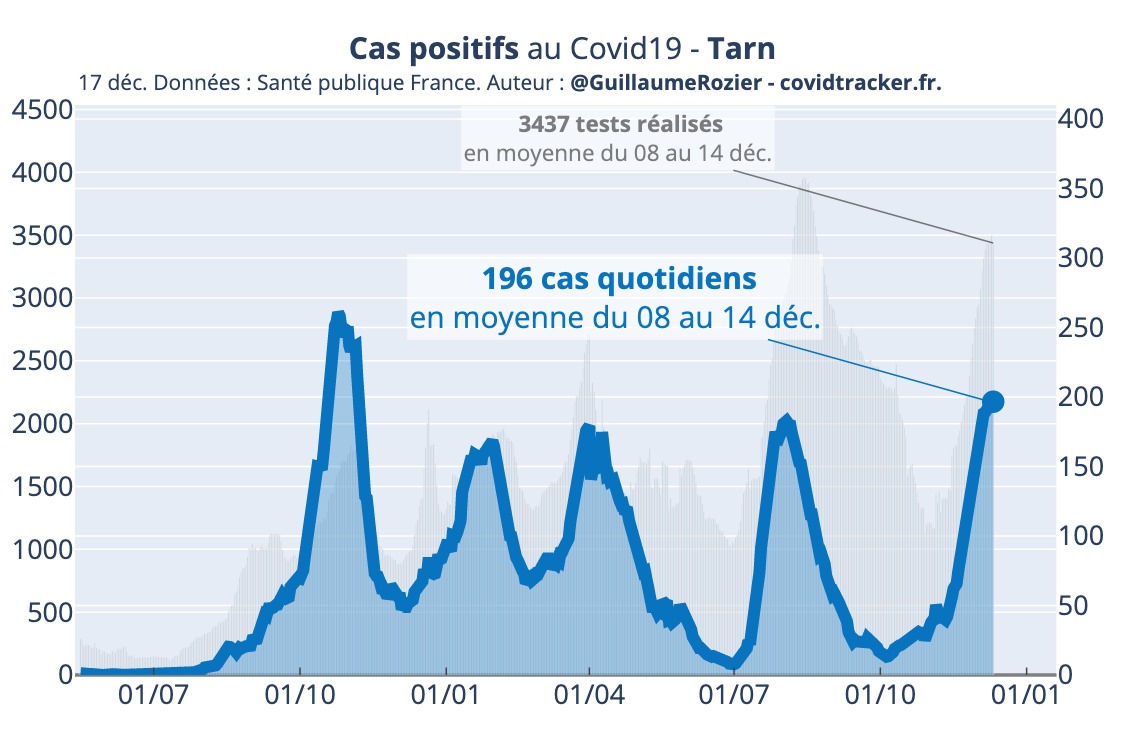 Cas positifs au Covid19 - Tarn
17 déc. Données : Santé publique France. Auteur : @GuillaumeRozier - covidtracker.fr.
4500
4000
3500
3000
2500
2000
1500
1000
500
0
3437 tests réalisés
en moyenne du 08 au 14 déc.
196 cas quotidiens
en moyenne du 08 au 14 déc.
400
350
300
250
200
150
100
50
0
01/07 01/10 01/01 01/04 01/07 01/10 01/01